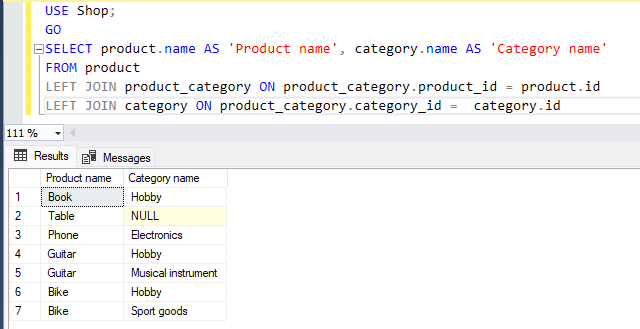 USE Shop;
GO
SELECT product.name AS 'Product name', category.name AS 'Category name'
FROM product
LEFT JOIN product_category ON product_category.product_id = product.id
LEFT JOIN category ON product_category.category_id =  category.id
111 %
Results Messages
Product name Category name
1 Book Hobby
2 Table NULL
3 Phone Electronics
4 Guitar Hobby
5 Guitar Musical instrument
6 Bike Hobby
7 Bike Sport goods